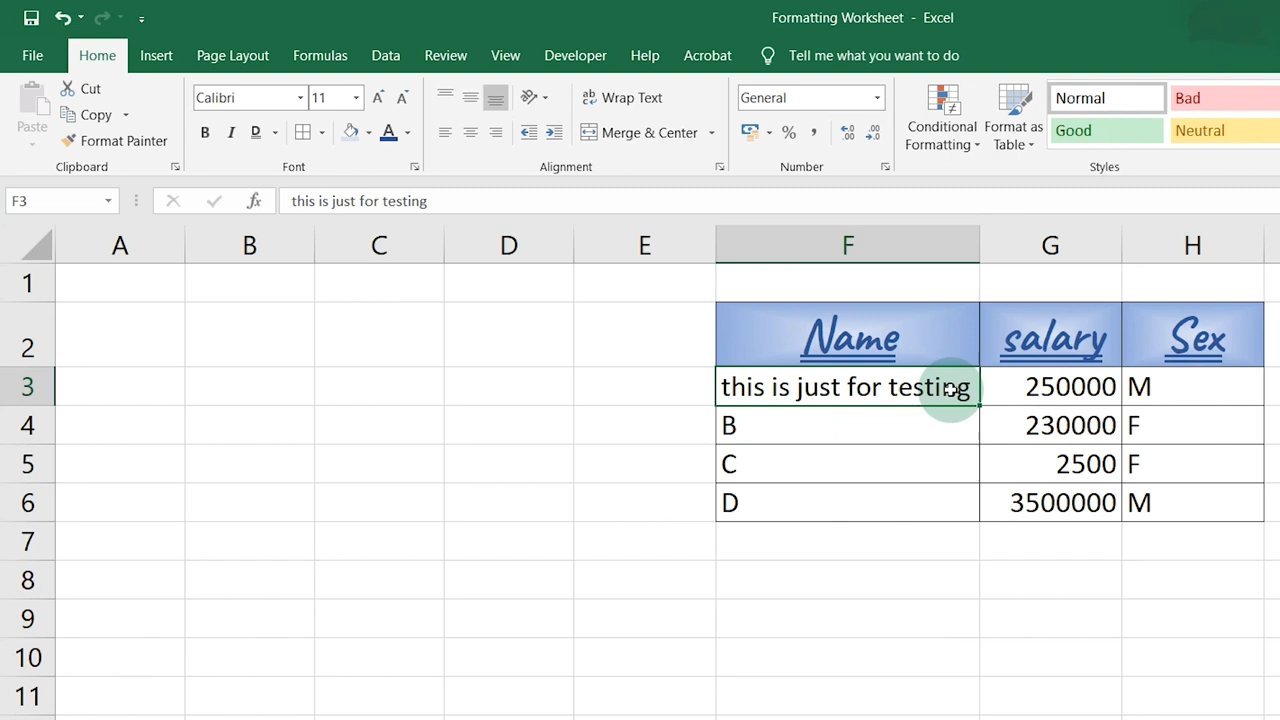 Formatting Worksheet - Excel
File Home Insert Page Layout Formulas Data Review View Developer Help Acrobat Tell me what you want to do
Paste
Cut
Copy
Format Painter
Clipboard
Calibri 11 A A
B I D A
Font
ab Wrap Text
Merge & Center
Alignment
General
% , .00 .0
Number
Conditional Formatting
Format as Table
Normal Bad
Good Neutral
Styles
F3 fx this is just for testing
A B C D E F G H
1
2 Name salary Sex
3 this is just for testing 250000 M
4 B 230000 F
5 C 2500 F
6 D 3500000 M
7
8
9
10
11